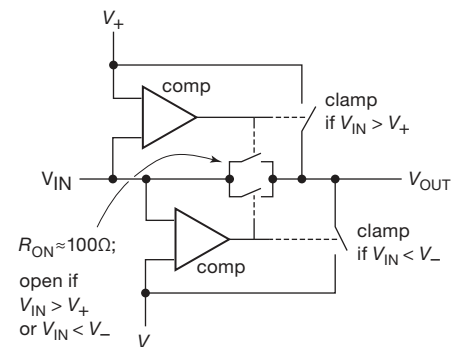 V+
comp
clamp
if VIN > V+
VIN
VOUT
RON≈100Ω;
open if
VIN > V+
or VIN < V–
comp
clamp
if VIN < V–
V